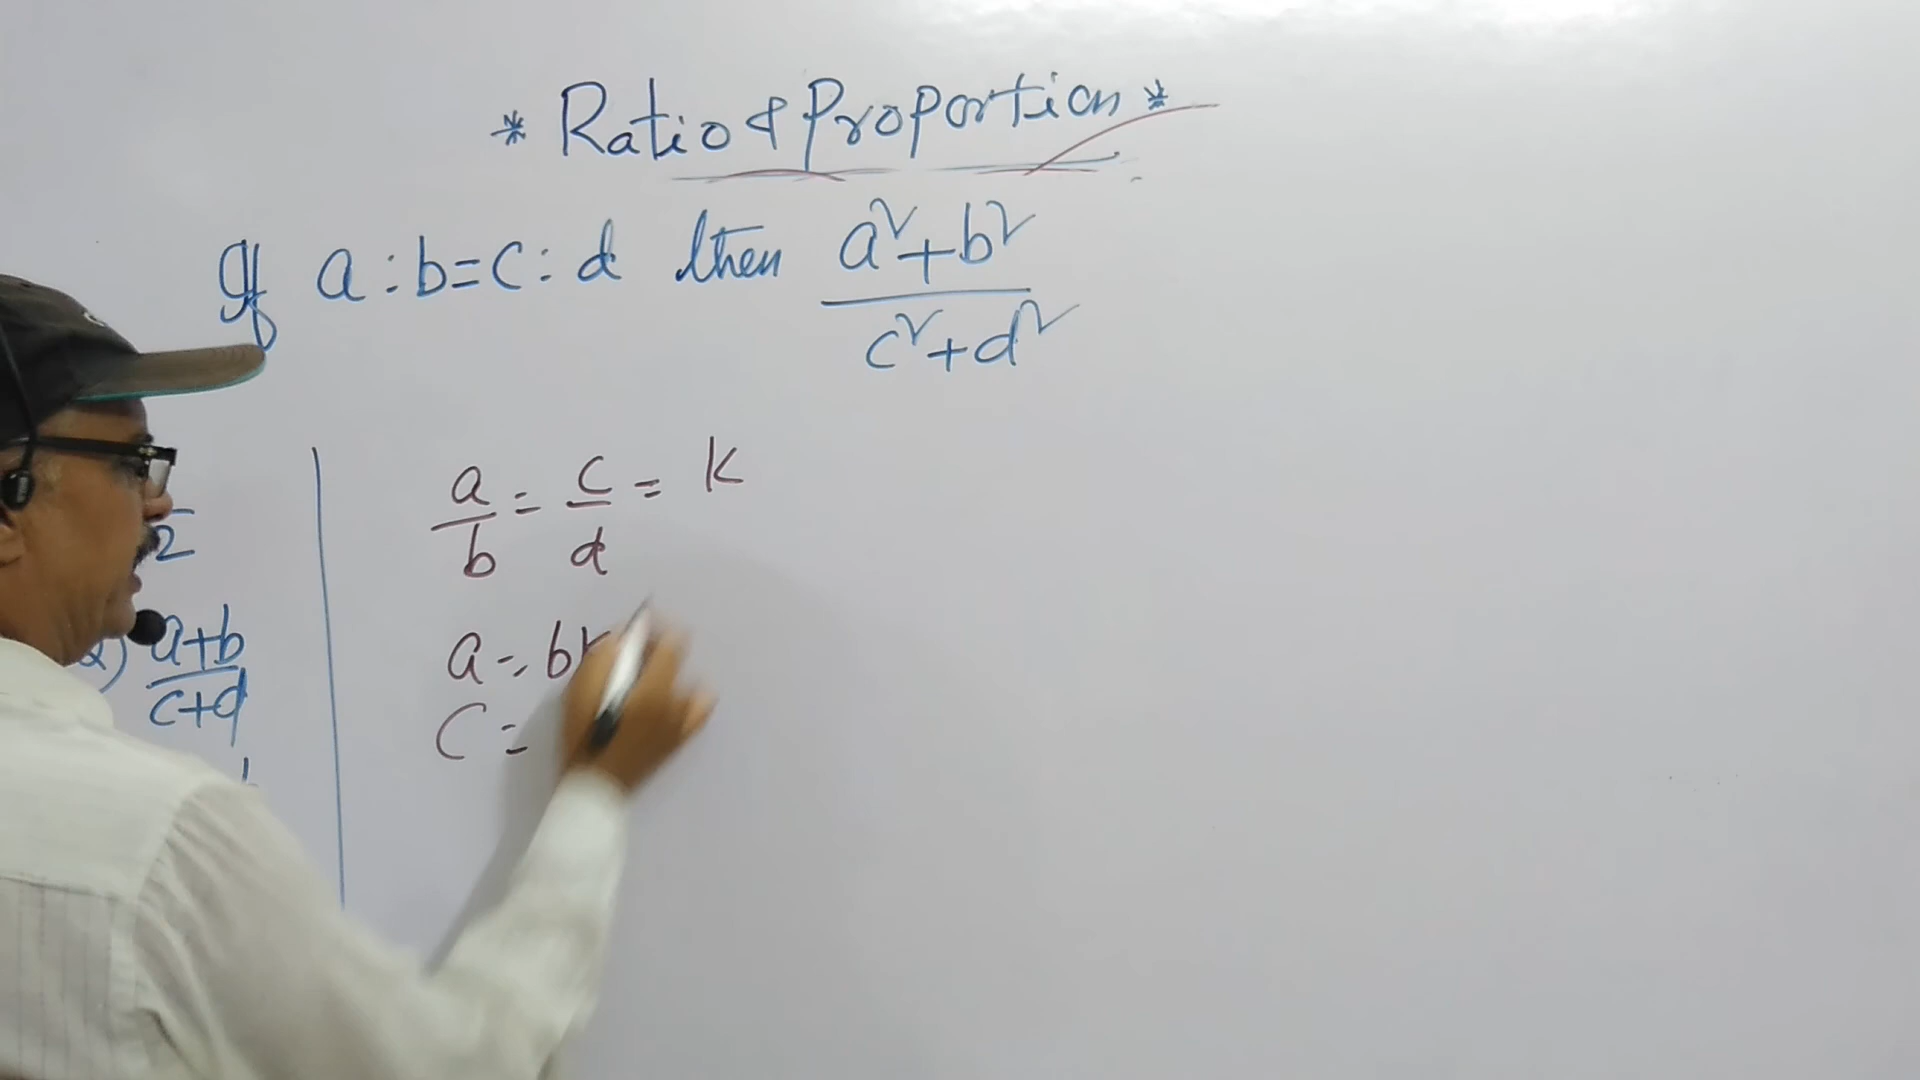 * Ratio & Proportion *
If a : b = c : d then a²+b² / c²+d²
a/b = c/d = k
a = bk
c =
2
a+b / c+d